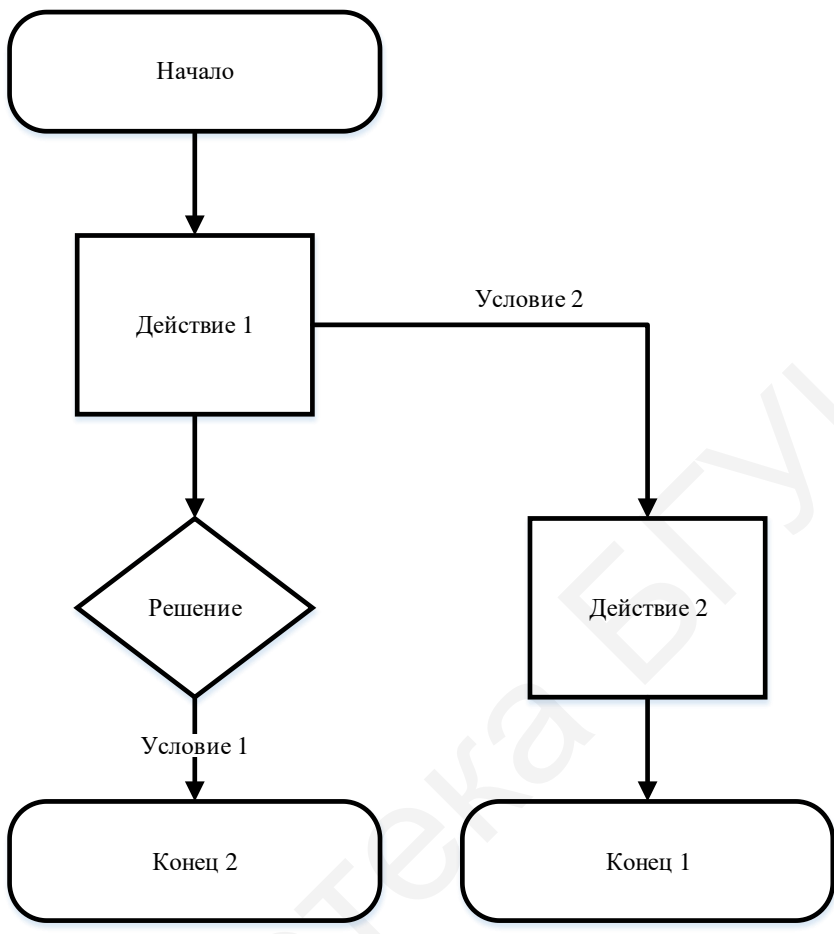 Начало
Действие 1
Условие 2
Решение
Действие 2
Условие 1
Конец 2
Конец 1